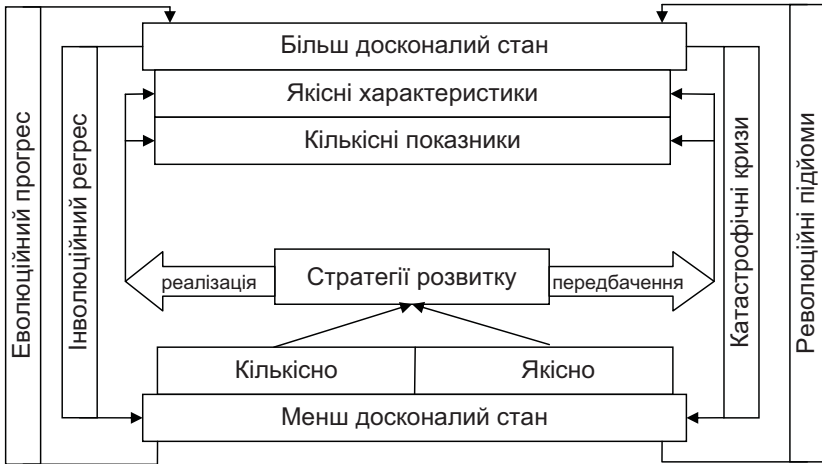 Більш досконалий стан
Якісні характеристики
Кількісні показники
Еволюційний прогрес
Інволюційний регрес
Катастрофічні кризи
Революційні підйоми
реалізація
Стратегії розвитку
передбачення
Кількісно
Якісно
Менш досконалий стан